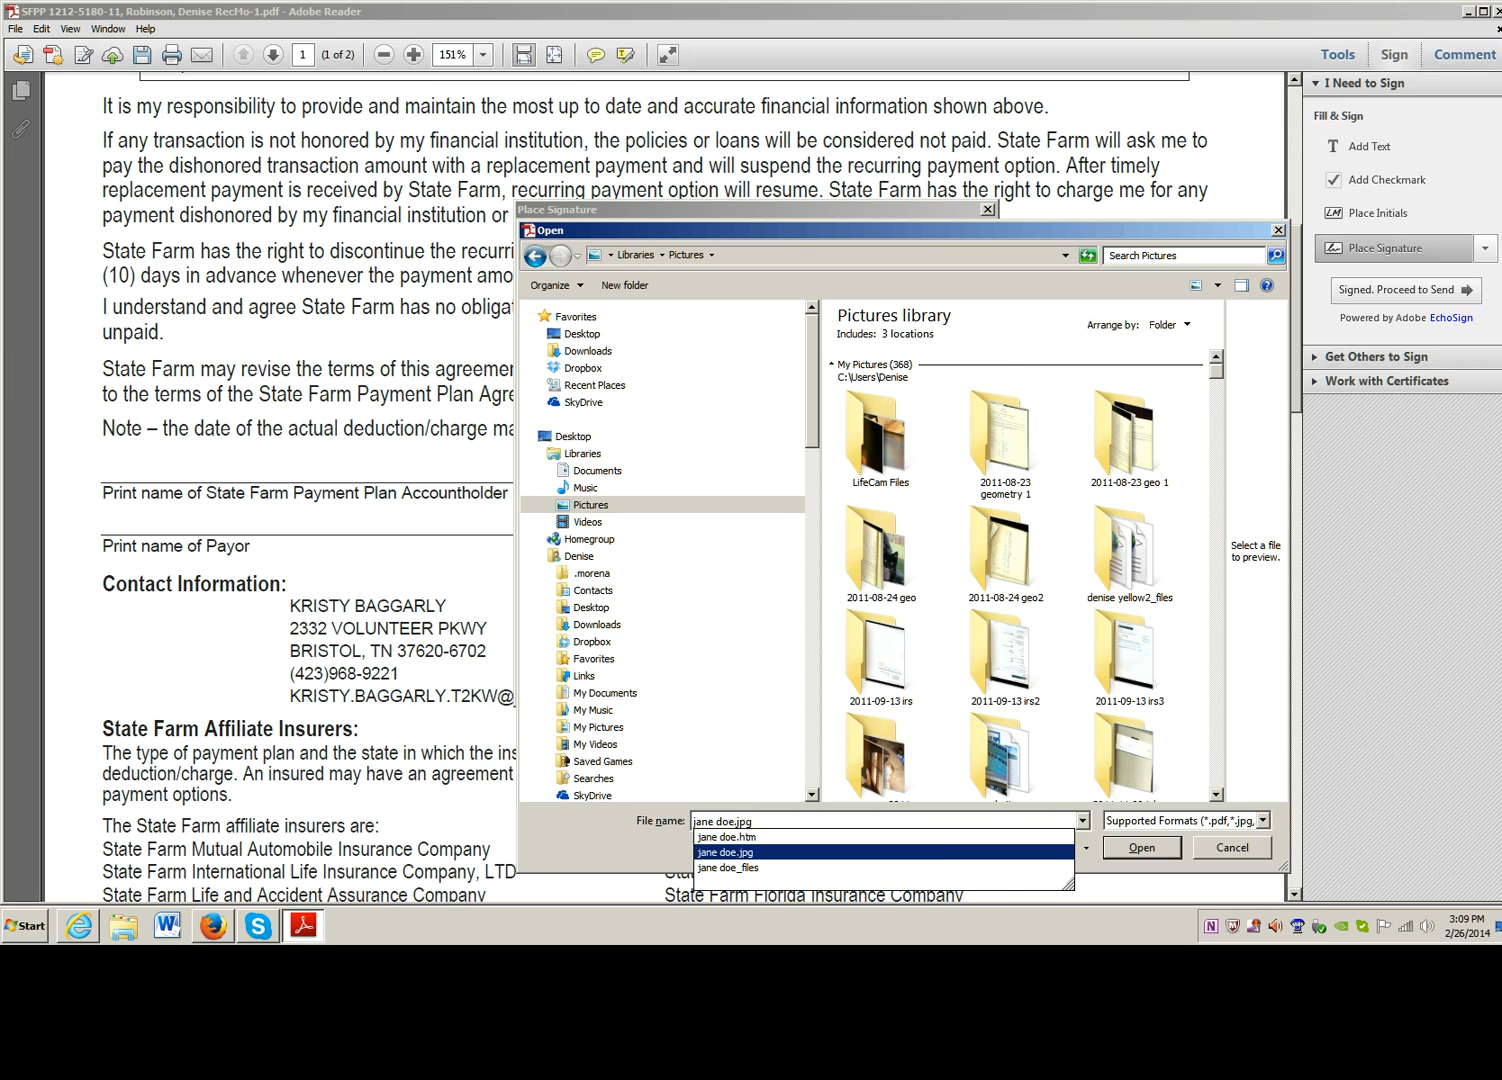 SFPP 1212-5180-11, Robinson, Denise RecMo-1.pdf - Adobe Reader
File Edit View Window Help
1 (1 of 2) 151% Tools Sign Comment
It is my responsibility to provide and maintain the most up to date and accurate financial information shown above.
If any transaction is not honored by my financial institution, the policies or loans will be considered not paid. State Farm will ask me to
pay the dishonored transaction amount with a replacement payment and will suspend the recurring payment option. After timely
replacement payment is received by State Farm, recurring payment option will resume. State Farm has the right to charge me for any
payment dishonored by my financial institution or
State Farm has the right to discontinue the recurri
(10) days in advance whenever the payment amo
I understand and agree State Farm has no obligat
unpaid.
State Farm may revise the terms of this agreemer
to the terms of the State Farm Payment Plan Agre
Note – the date of the actual deduction/charge ma
Print name of State Farm Payment Plan Accountholder
Print name of Payor
Contact Information:
KRISTY BAGGARLY
2332 VOLUNTEER PKWY
BRISTOL, TN 37620-6702
(423)968-9221
KRISTY.BAGGARLY.T2KW@
State Farm Affiliate Insurers:
The type of payment plan and the state in which the ins
deduction/charge. An insured may have an agreement
payment options.
The State Farm affiliate insurers are:
State Farm Mutual Automobile Insurance Company
State Farm International Life Insurance Company, LTD
State Farm Life and Accident Assurance Company
State Farm Florida Insurance Company
Place Signature
Open
Libraries Pictures
Search Pictures
Organize New folder
Favorites
Desktop
Downloads
Dropbox
Recent Places
SkyDrive
Desktop
Libraries
Documents
Music
Pictures
Videos
Homegroup
Denise
.morena
Contacts
Desktop
Downloads
Dropbox
Favorites
Links
My Documents
My Music
My Pictures
My Videos
Saved Games
Searches
SkyDrive
Pictures library
Includes: 3 locations
Arrange by: Folder
My Pictures (368)
C:\Users\Denise
LifeCam Files
2011-08-23 geometry 1
2011-08-23 geo 1
2011-08-24 geo
2011-08-24 geo2
denise yellow2_files
2011-09-13 irs
2011-09-13 irs2
2011-09-13 irs3
Select a file
to preview.
File name: jane doe.jpg
Supported Formats (*.pdf,*.jpg,
jane doe.htm
jane doe.jpg
jane doe_files
Open Cancel
I Need to Sign
Fill & Sign
T Add Text
Add Checkmark
LM Place Initials
Place Signature
Signed. Proceed to Send
Powered by Adobe EchoSign
Get Others to Sign
Work with Certificates
Start
3:09 PM
2/26/2014